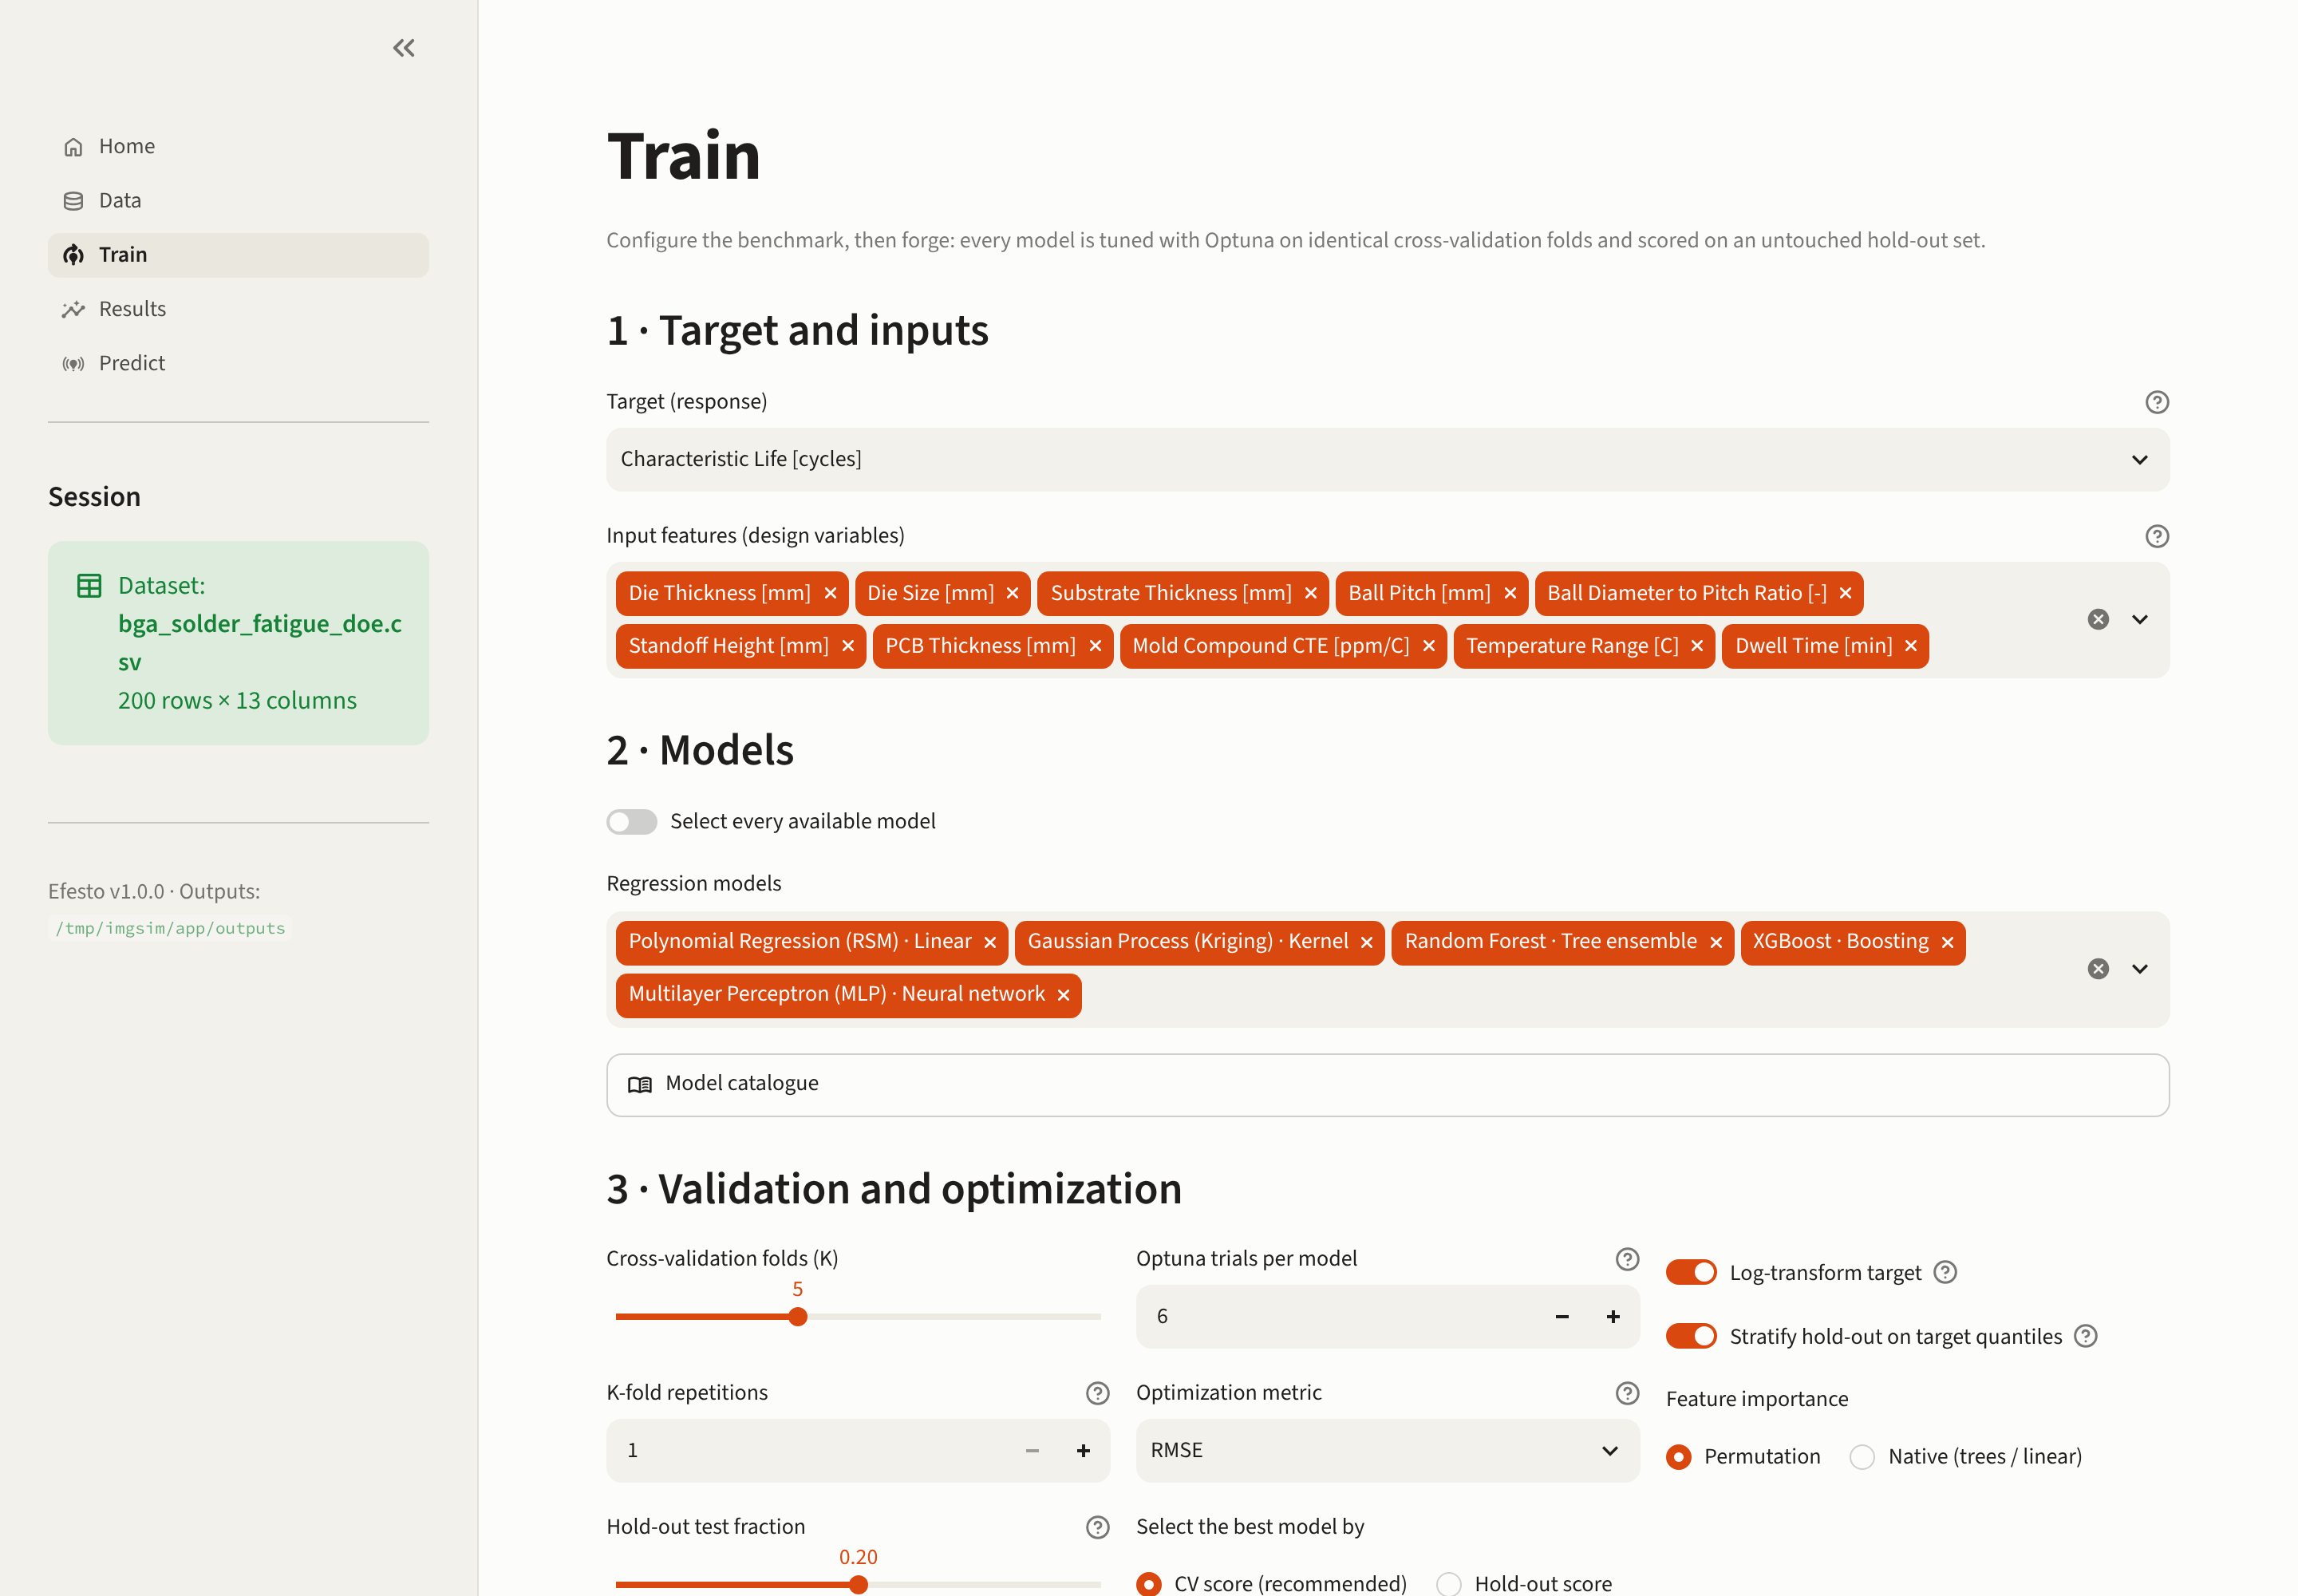 Home
Data
Train
Results
Predict
Session
Dataset:
bga_solder_fatigue_doe.c
sv
200 rows × 13 columns
Efesto v1.0.0 · Outputs:
/tmp/imgsim/app/outputs
Train
Configure the benchmark, then forge: every model is tuned with Optuna on identical cross-validation folds and scored on an untouched hold-out set.
1 · Target and inputs
Target (response)
Characteristic Life [cycles]
Input features (design variables)
Die Thickness [mm] Die Size [mm] Substrate Thickness [mm] Ball Pitch [mm] Ball Diameter to Pitch Ratio [-]
Standoff Height [mm] PCB Thickness [mm] Mold Compound CTE [ppm/C] Temperature Range [C] Dwell Time [min]
2 · Models
Select every available model
Regression models
Polynomial Regression (RSM) · Linear Gaussian Process (Kriging) · Kernel Random Forest · Tree ensemble XGBoost · Boosting
Multilayer Perceptron (MLP) · Neural network
Model catalogue
3 · Validation and optimization
Cross-validation folds (K)
5
Optuna trials per model
6
Log-transform target
Stratify hold-out on target quantiles
K-fold repetitions
1
Optimization metric
RMSE
Feature importance
Permutation Native (trees / linear)
Hold-out test fraction
0.20
Select the best model by
CV score (recommended) Hold-out score